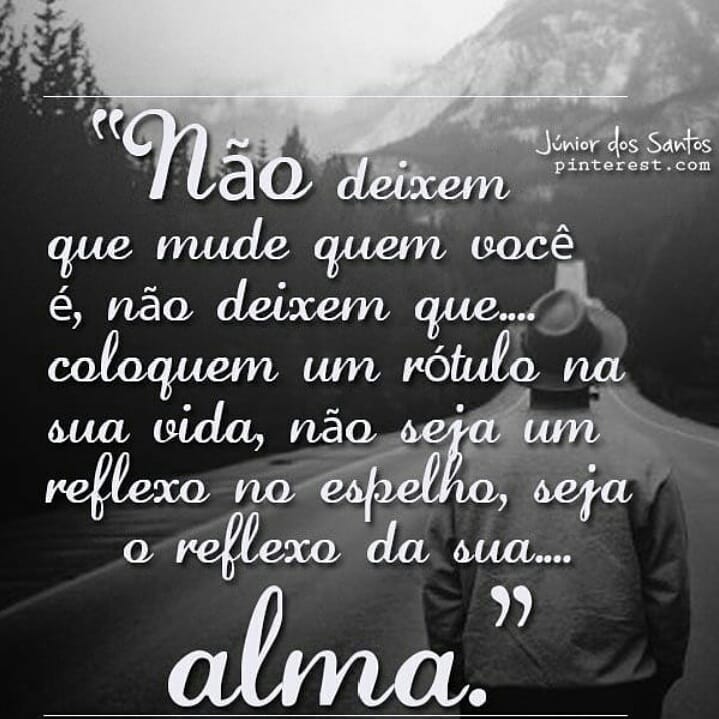 Júnior dos Santos
pinterest.com
“Não deixem
que mude quem você
é, não deixem que....
coloquem um rótulo na
sua vida, não seja um
reflexo no espelho, seja
o reflexo da sua....
alma.”